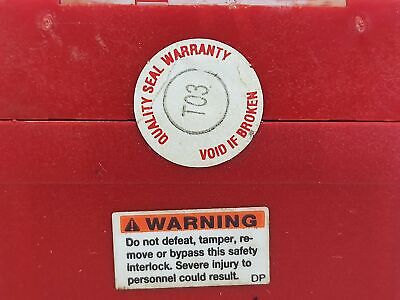 QUALITY SEAL WARRANTY
T03
VOID IF BROKEN
WARNING
Do not defeat, tamper, re-
move or bypass this safety
interlock. Severe injury to
personnel could result. DP